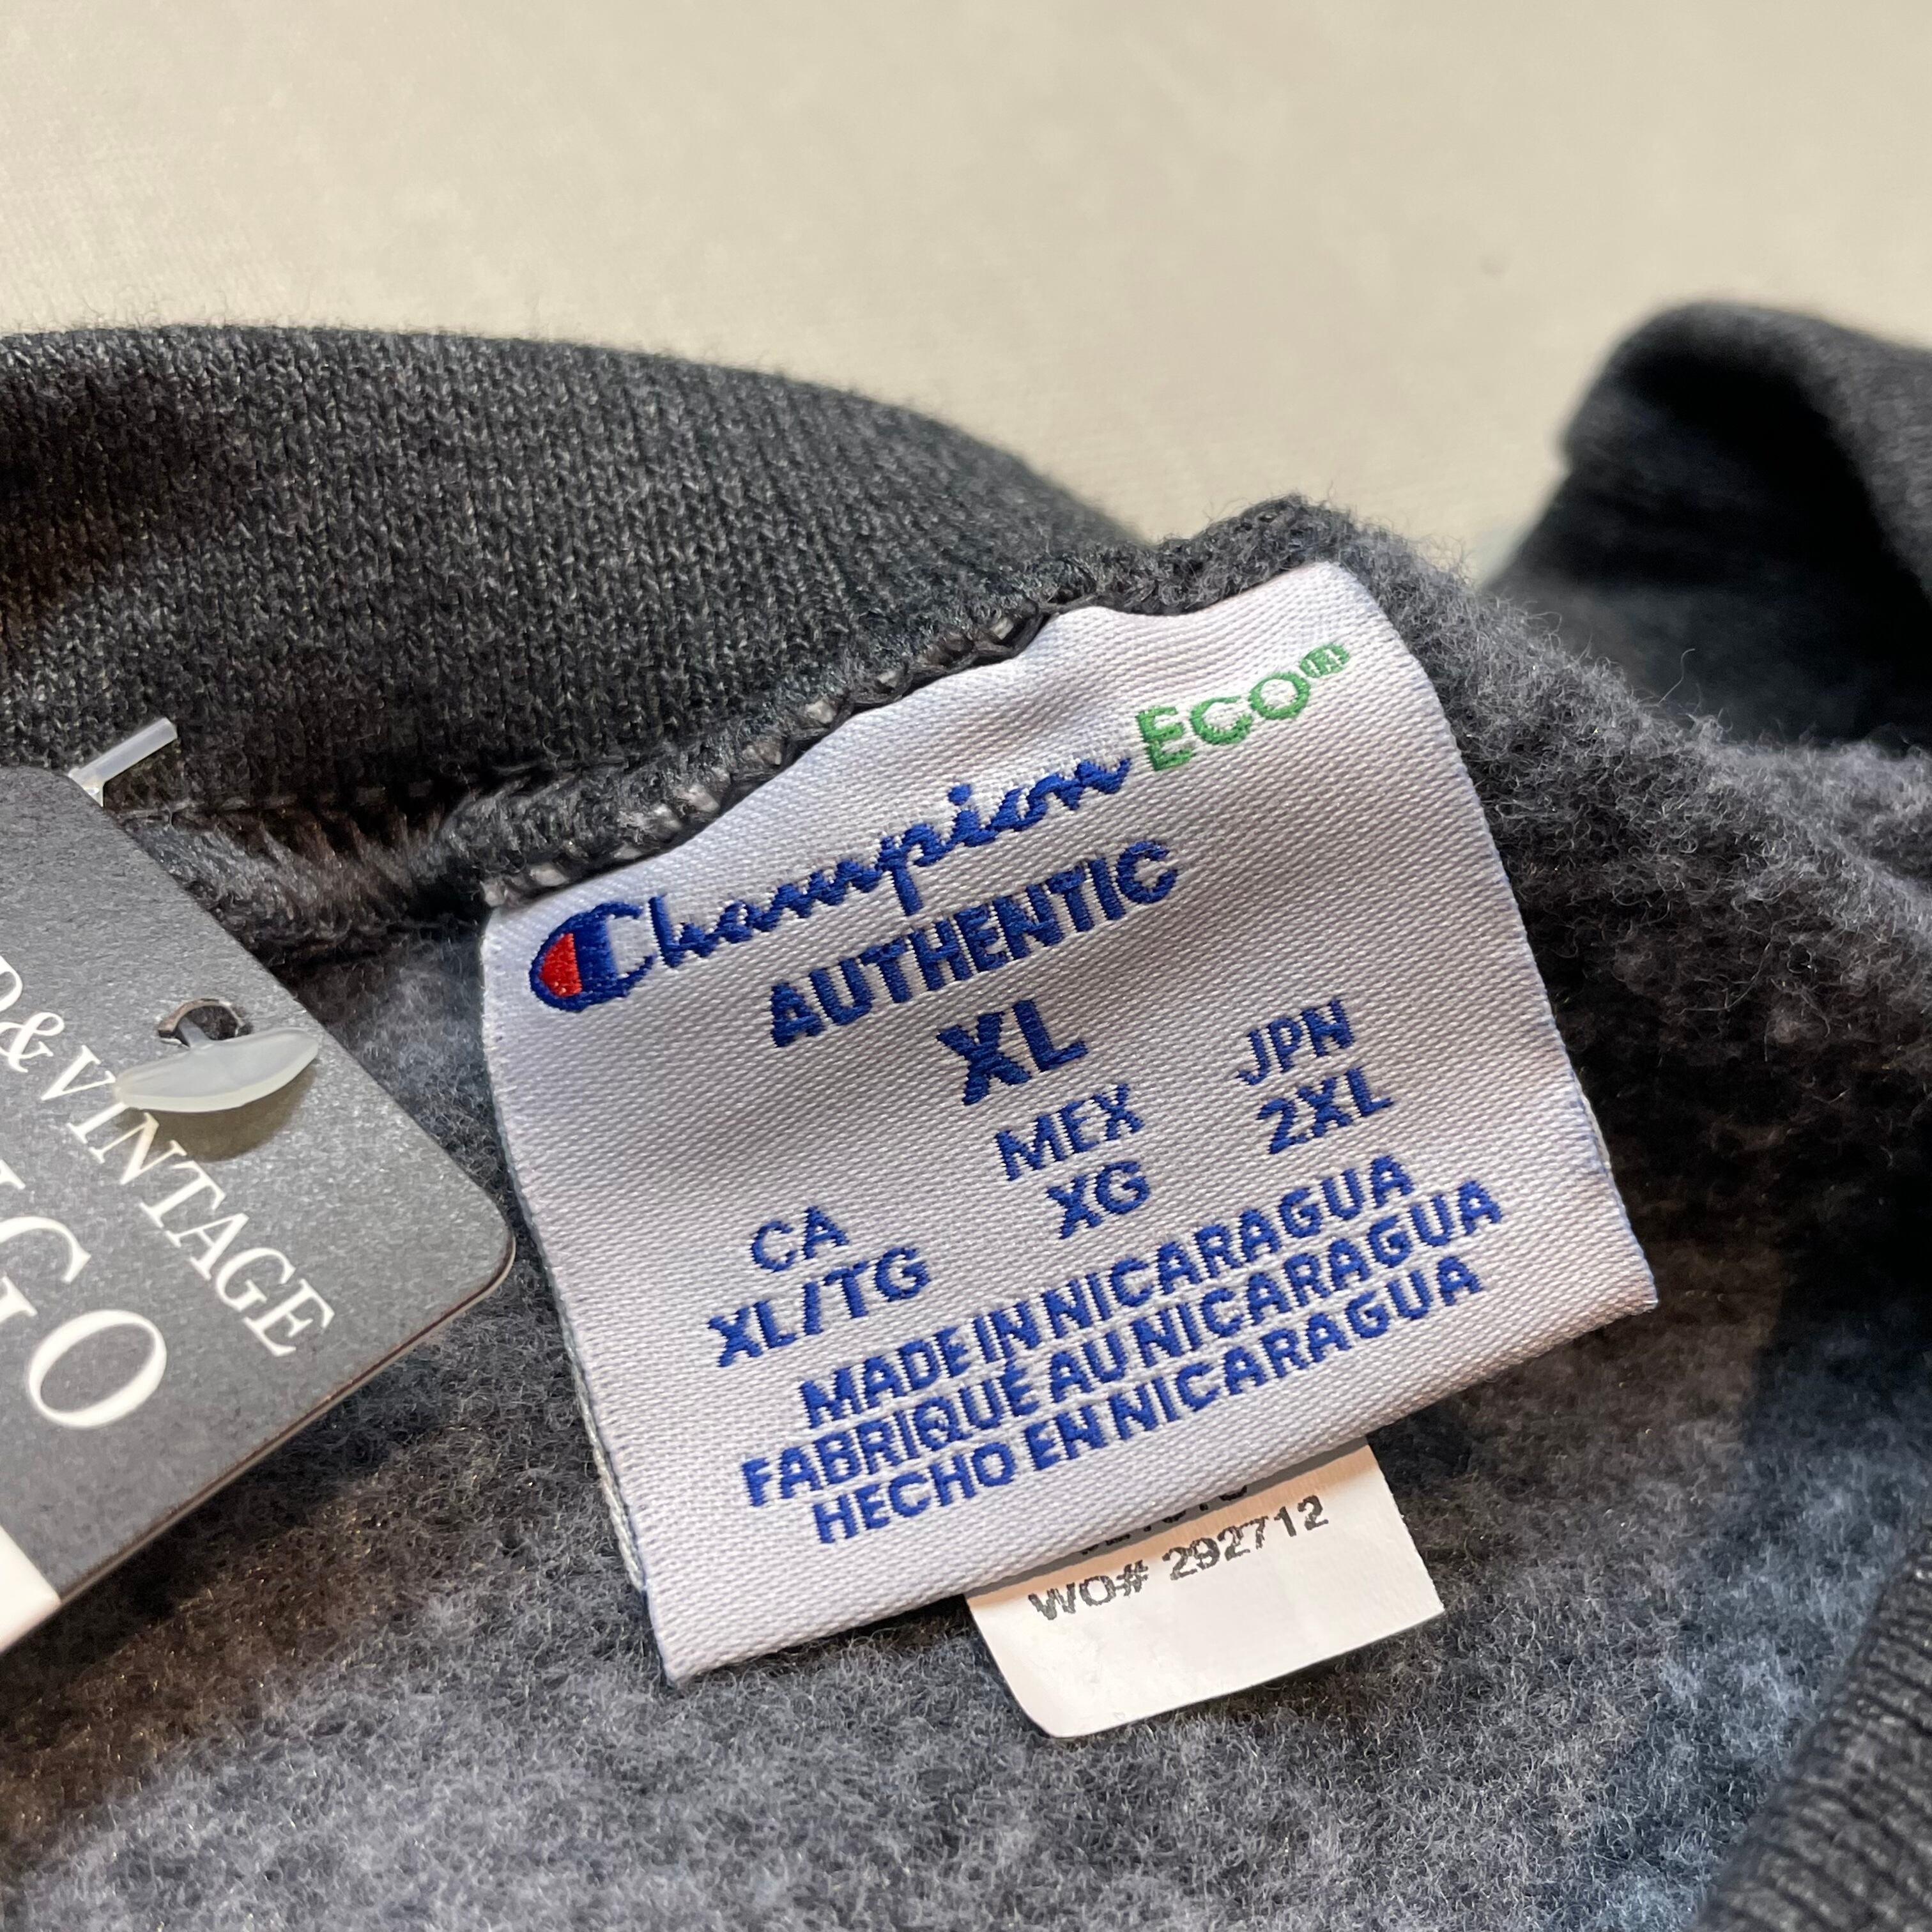 Champion ECO®
AUTHENTIC
XL
CA MEX JPN
XL/TG XG 2XL
MADE IN NICARAGUA
FABRIQUÉ AU NICARAGUA
HECHO EN NICARAGUA
WO# 292712
& VINTAGE